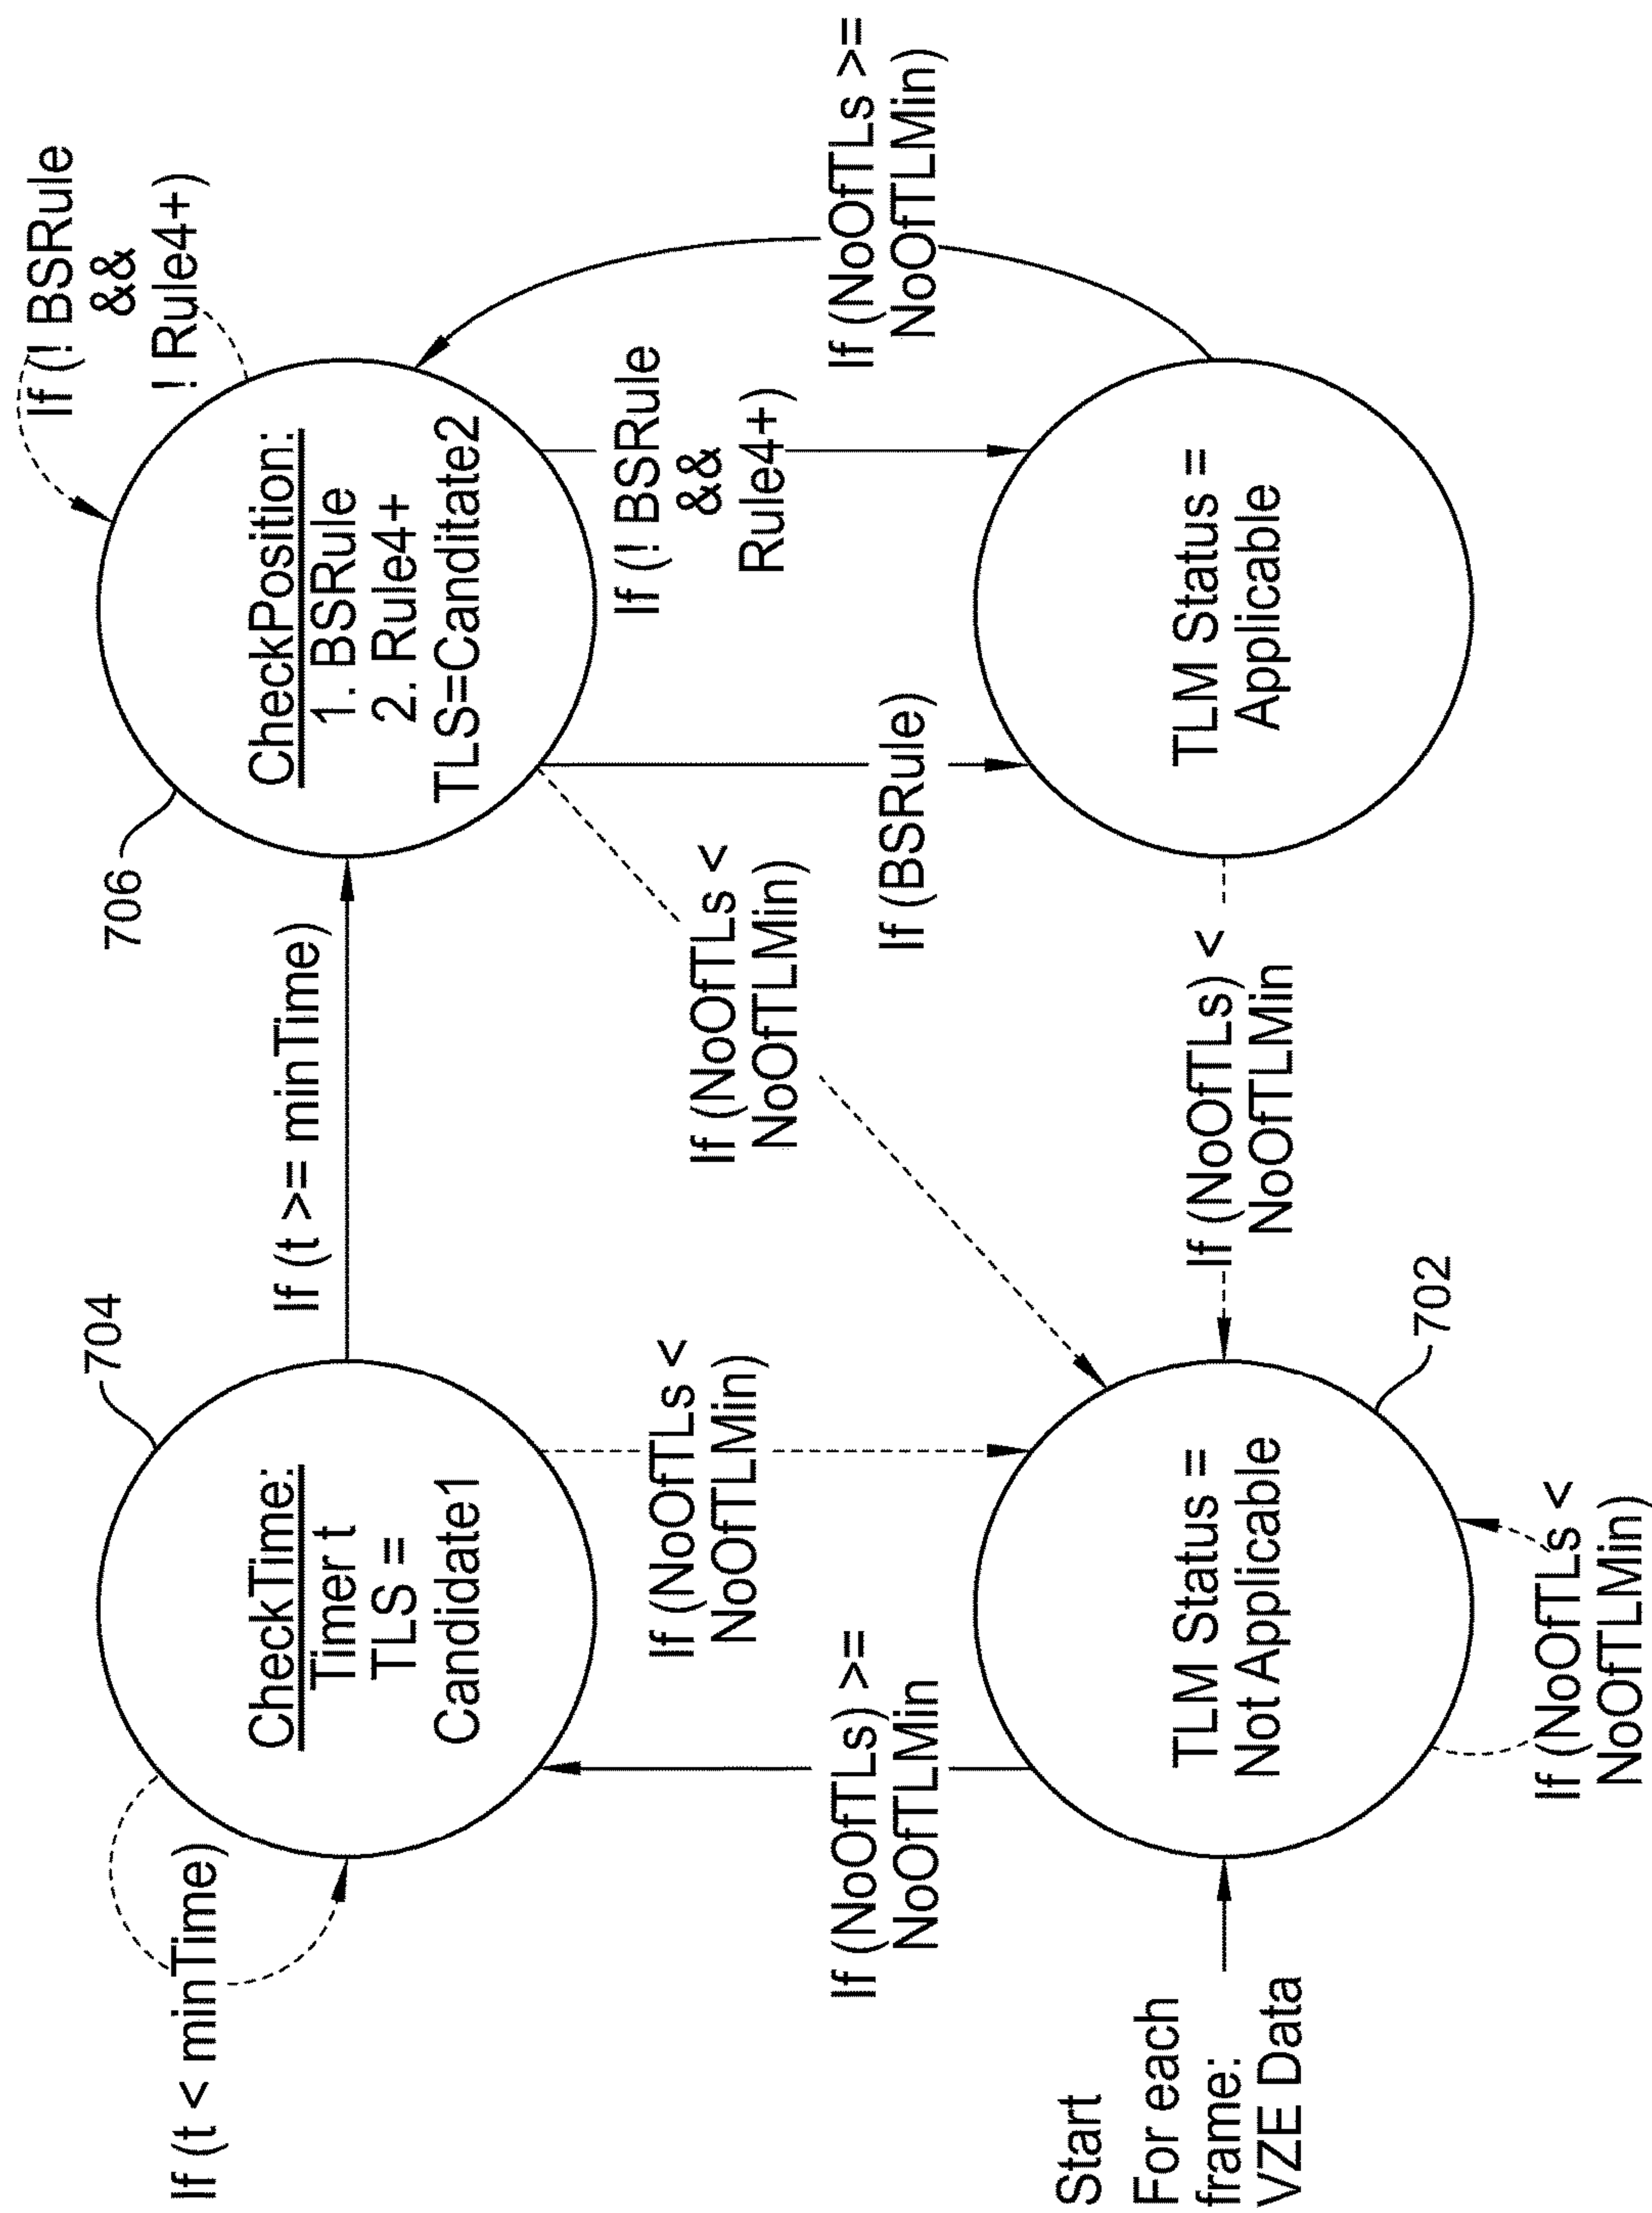 If (t < minTime)
704
CheckTime:
Timer t
TLS =
Candidate1
If (t >= minTime)
706
CheckPosition:
1. BSRule
2. Rule4+
TLS=Canditate2
If (! BSRule
&&
! Rule4+)
If (NoOfTLs) >=
NoOfTLMin
If (NoOfTLs <
NoOfTLMin)
If (NoOfTLs <
NoOfTLMin)
If (BSRule)
If (! BSRule
&&
Rule4+)
If (NoOfTLs >=
NoOfTLMin)
Start
For each
frame:
VZE Data
TLM Status =
Not Applicable
702
If (NoOfTLs <
NoOfTLMin)
If (NoOfTLs) <
NoOfTLMin
TLM Status =
Applicable